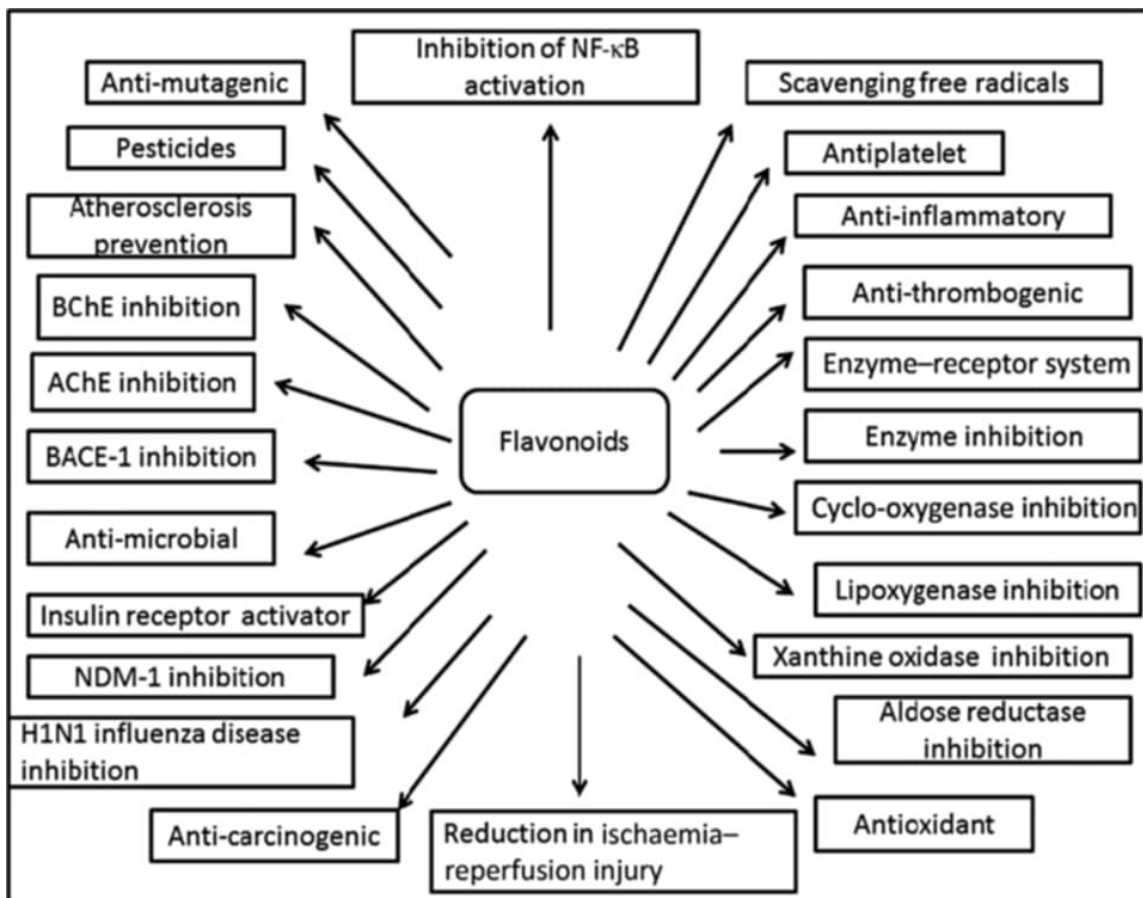 Inhibition of NF-κB
activation
Anti-mutagenic
Scavenging free radicals
Pesticides
Antiplatelet
Atherosclerosis
prevention
Anti-inflammatory
BChE inhibition
Anti-thrombogenic
AChE inhibition
Enzyme–receptor system
Flavonoids
BACE-1 inhibition
Enzyme inhibition
Anti-microbial
Cyclo-oxygenase inhibition
Insulin receptor activator
Lipoxygenase inhibition
NDM-1 inhibition
Xanthine oxidase inhibition
H1N1 influenza disease
inhibition
Aldose reductase
inhibition
Anti-carcinogenic
Reduction in ischaemia–
reperfusion injury
Antioxidant